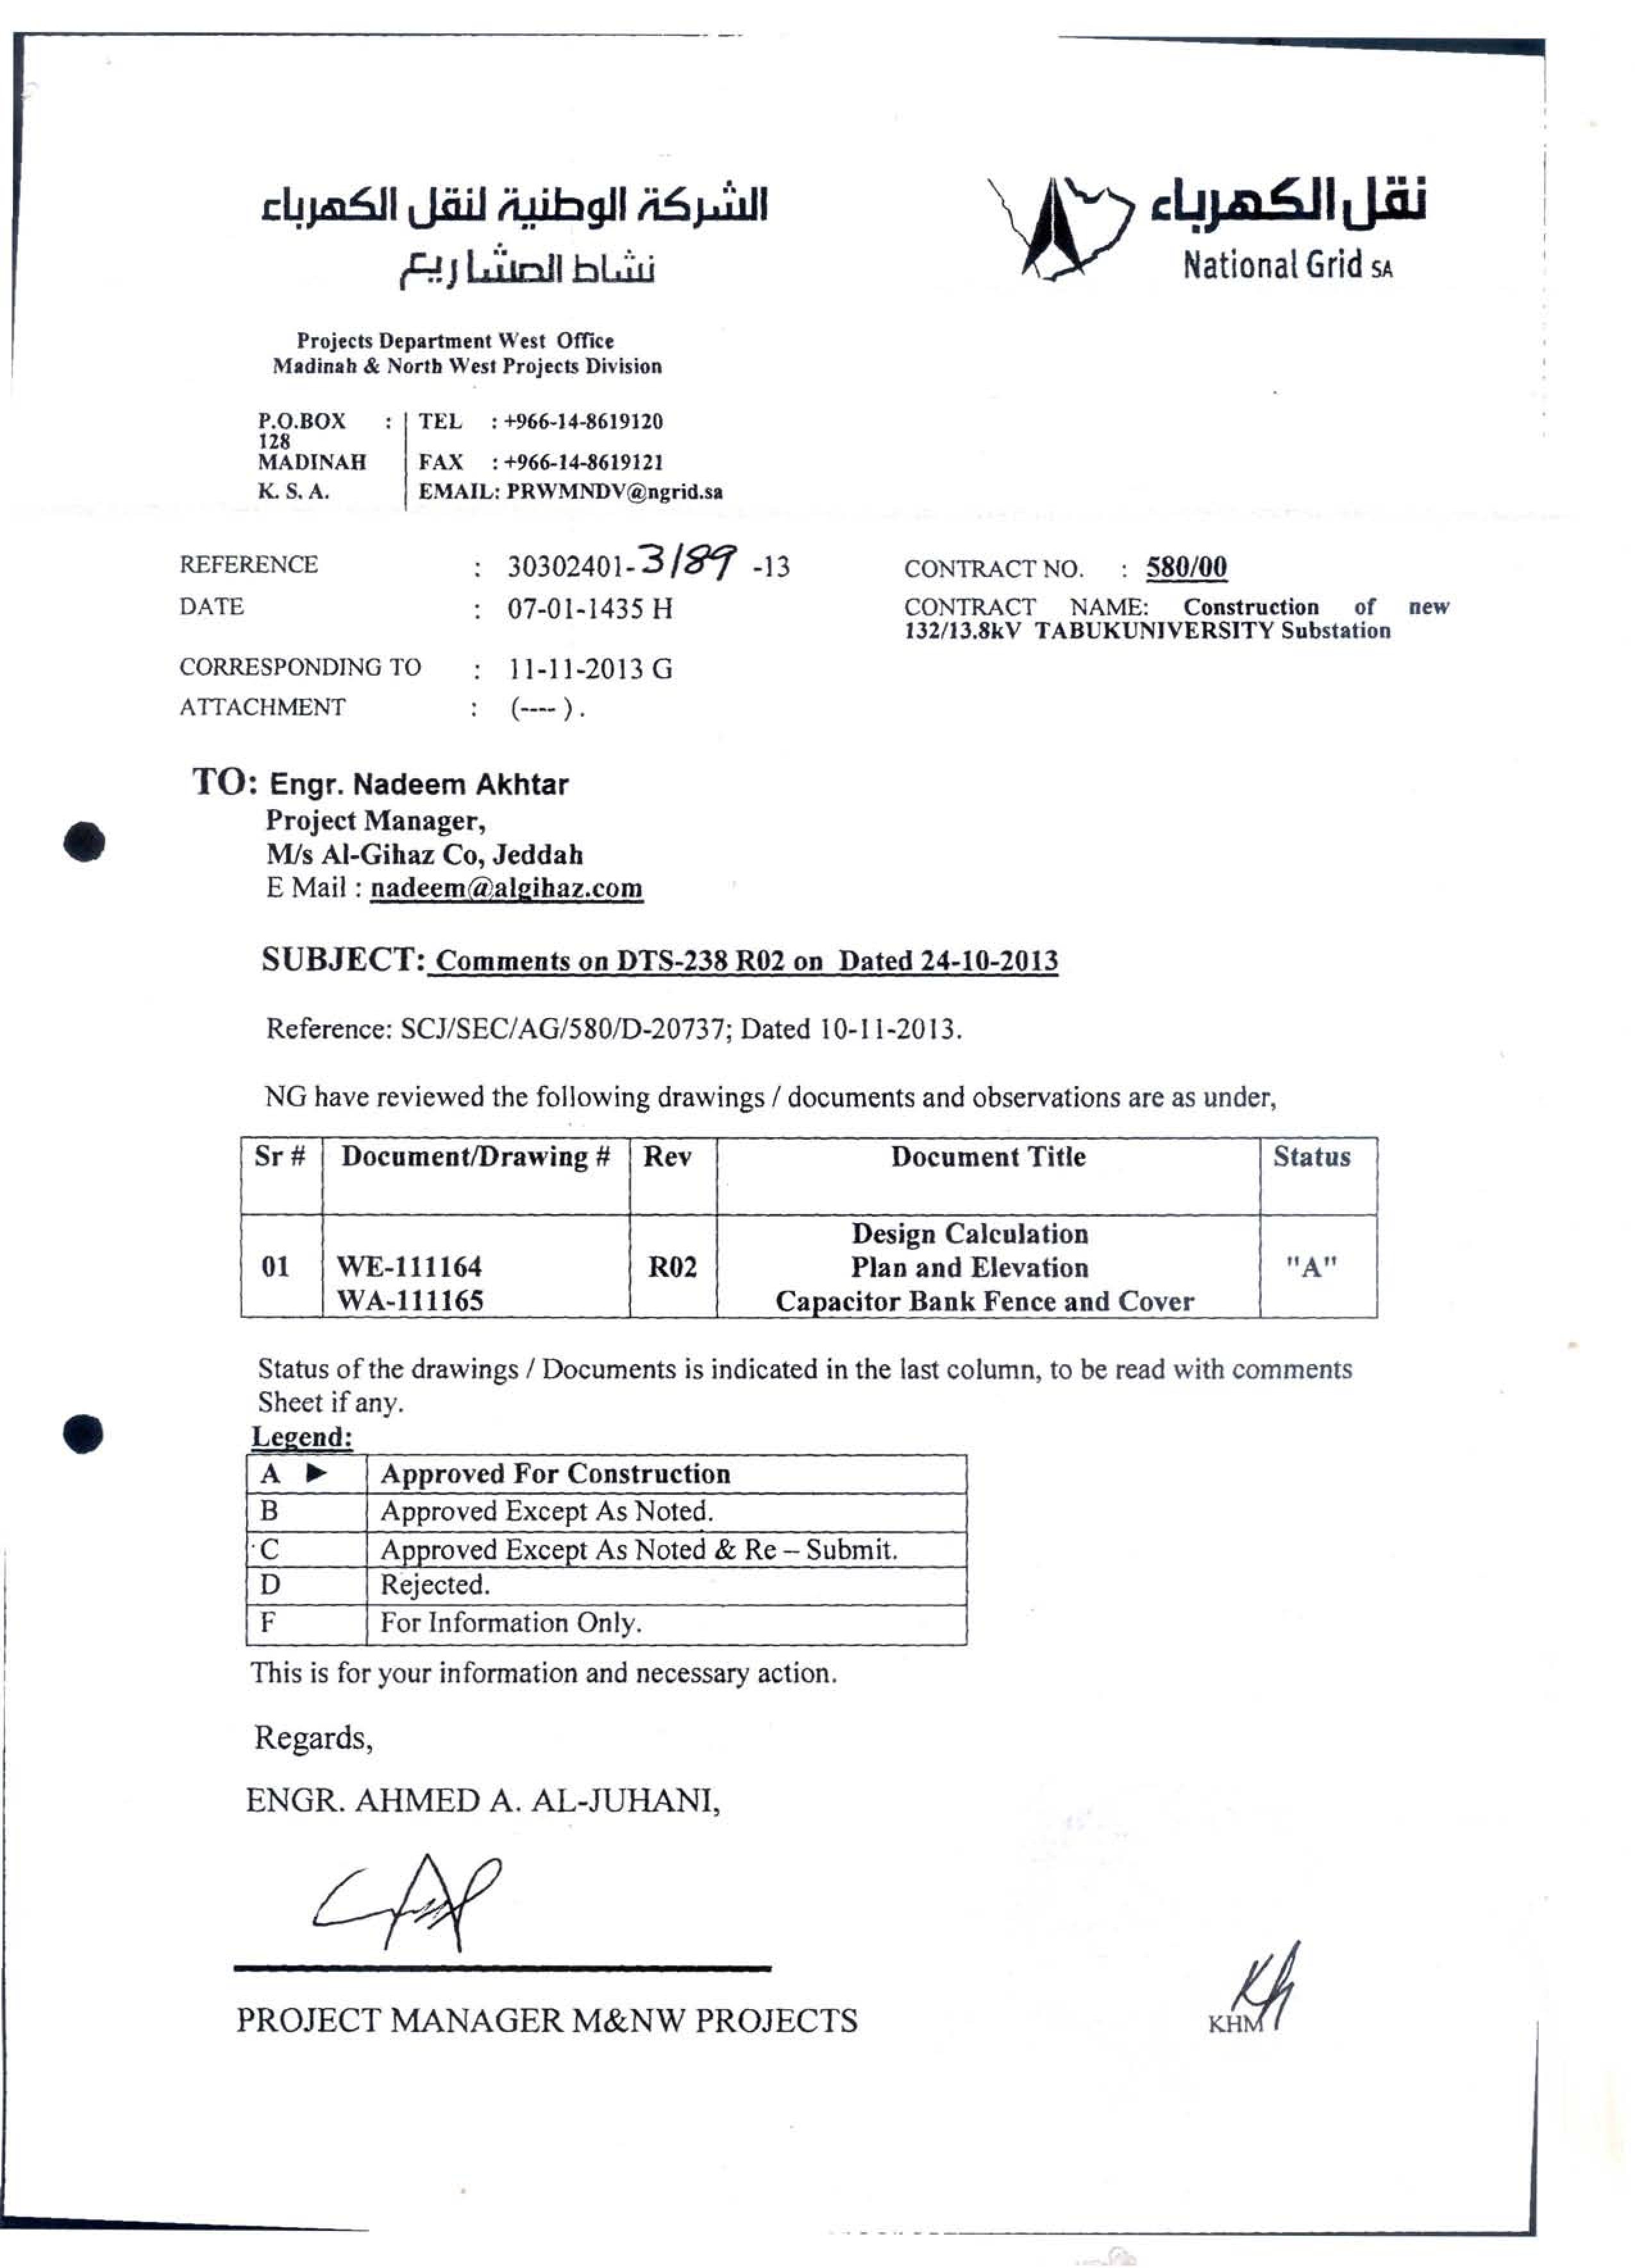 الشركة الوطنية لنقل الكهرباء
نشاط المشاريع
نقل الكهرباء
National Grid SA
Projects Department West Office
Madinah & North West Projects Division
P.O.BOX : TEL : +966-14-8619120
128
MADINAH FAX : +966-14-8619121
K. S. A. EMAIL: PRWMNDV@ngrid.sa
REFERENCE : 30302401-3189 -13
DATE : 07-01-1435 H
CORRESPONDING TO : 11-11-2013 G
ATTACHMENT : (---- ) .
CONTRACT NO. : 580/00
CONTRACT NAME: Construction of new
132/13.8kV TABUKUNIVERSITY Substation
TO: Engr. Nadeem Akhtar
Project Manager,
M/s Al-Gihaz Co, Jeddah
E Mail : nadeem@algihaz.com
SUBJECT: Comments on DTS-238 R02 on Dated 24-10-2013
Reference: SCJ/SEC/AG/580/D-20737; Dated 10-11-2013.
NG have reviewed the following drawings / documents and observations are as under,
Sr # Document/Drawing # Rev Document Title Status
Design Calculation
01 WE-111164 R02 Plan and Elevation "A"
WA-111165 Capacitor Bank Fence and Cover
Status of the drawings / Documents is indicated in the last column, to be read with comments
Sheet if any.
Legend:
A ► Approved For Construction
B Approved Except As Noted.
C Approved Except As Noted & Re – Submit.
D Rejected.
F For Information Only.
This is for your information and necessary action.
Regards,
ENGR. AHMED A. AL-JUHANI,
PROJECT MANAGER M&NW PROJECTS
Kh
KHM